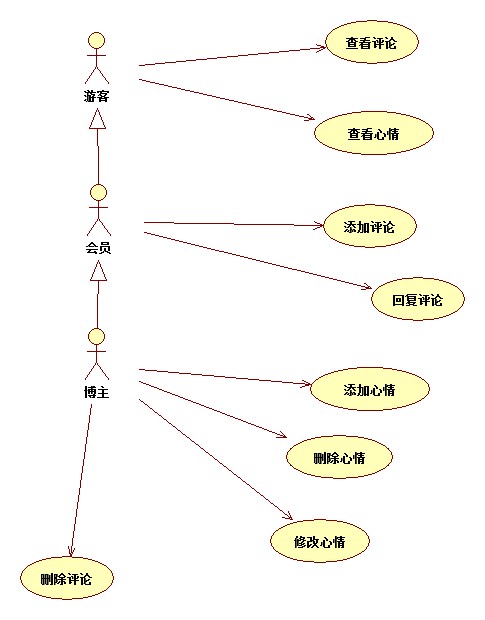 查看评论
游客
查看心情
添加评论
会员
回复评论
添加心情
博主
删除心情
修改心情
删除评论